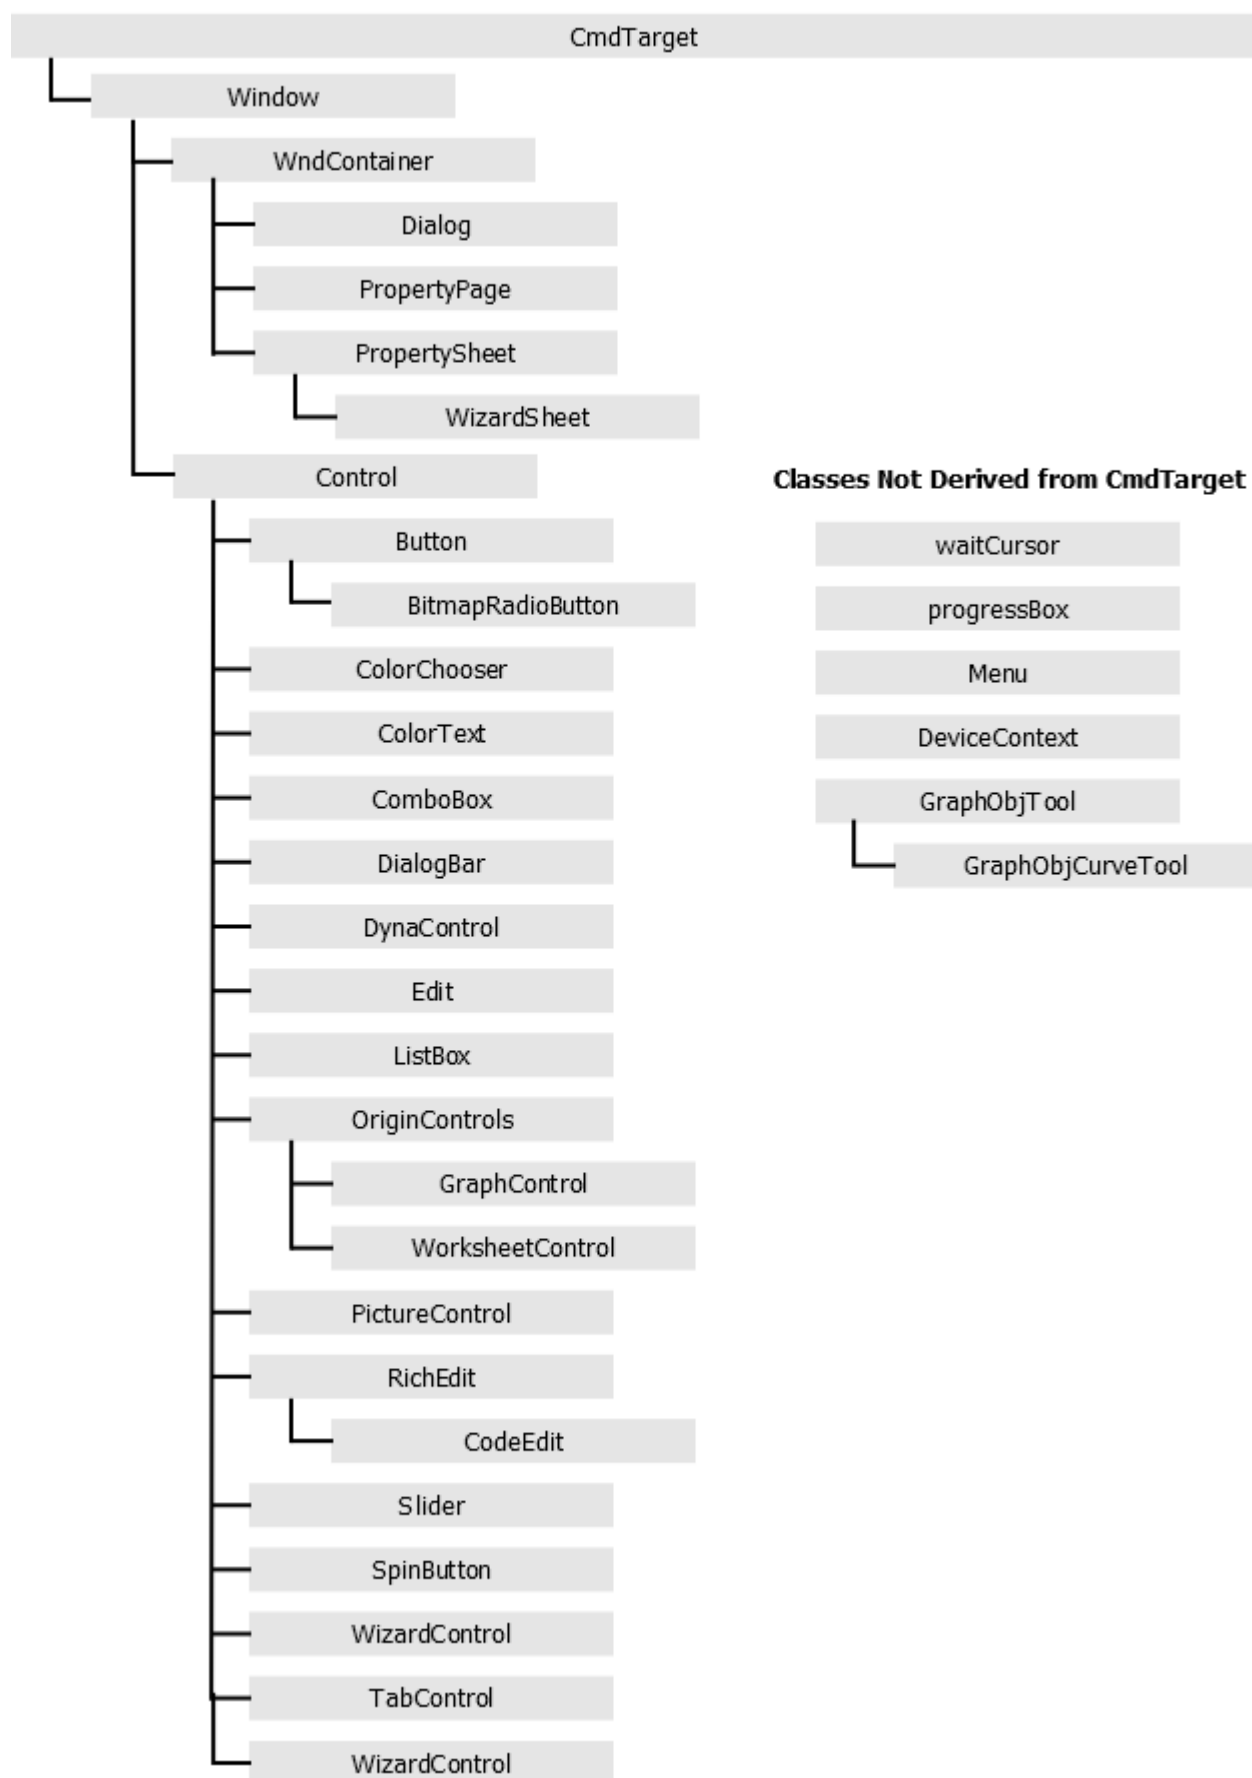 CmdTarget
Window
WndContainer
Dialog
PropertyPage
PropertySheet
WizardSheet
Control
Button
BitmapRadioButton
ColorChooser
ColorText
ComboBox
DialogBar
DynaControl
Edit
ListBox
OriginControls
GraphControl
WorksheetControl
PictureControl
RichEdit
CodeEdit
Slider
SpinButton
WizardControl
TabControl
WizardControl
Classes Not Derived from CmdTarget
waitCursor
progressBox
Menu
DeviceContext
GraphObjTool
GraphObjCurveTool